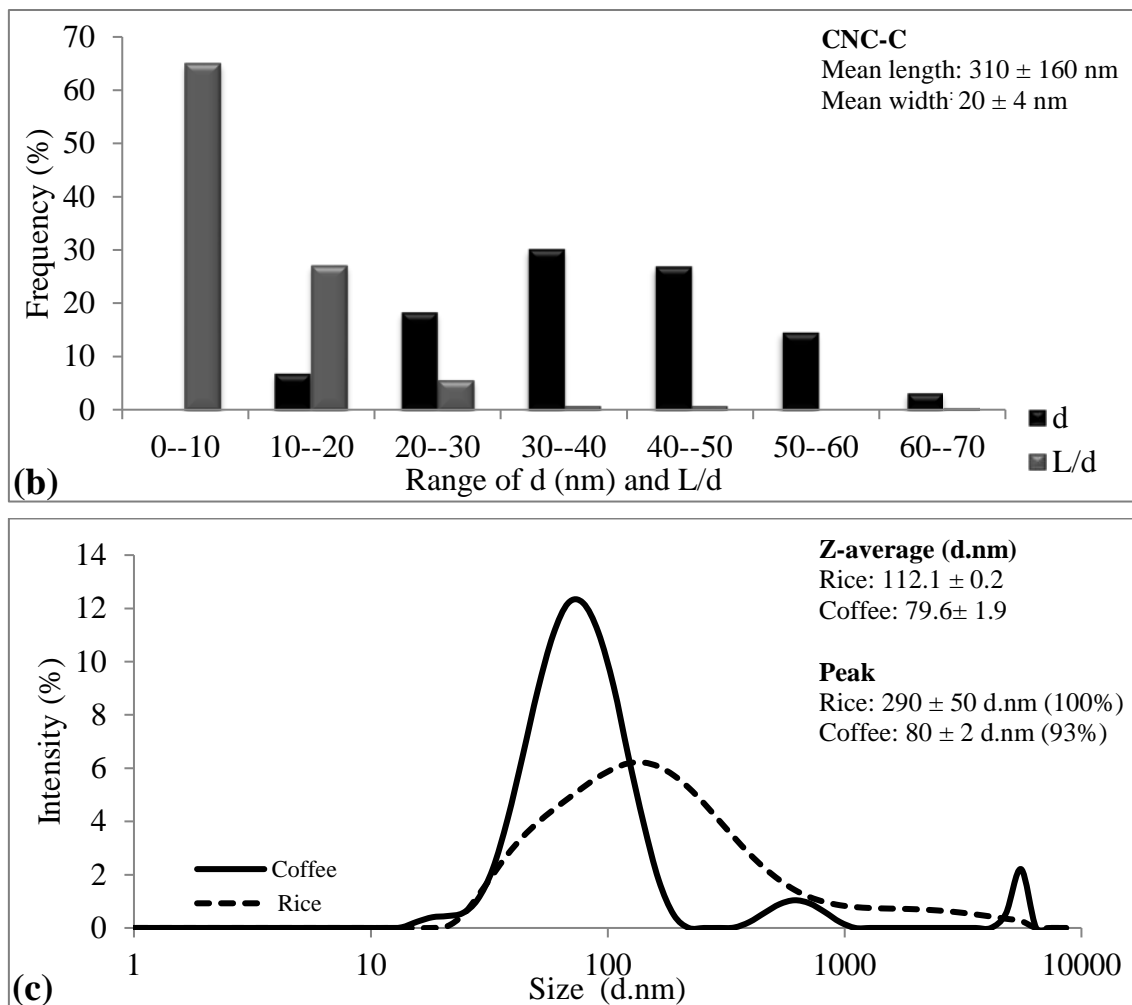 70
60
50
40
30
20
10
0
Frequency (%)
CNC-C
Mean length: 310 ± 160 nm
Mean width: 20 ± 4 nm
0--10 10--20 20--30 30--40 40--50 50--60 60--70
Range of d (nm) and L/d
d
L/d
(b)
14
12
10
8
6
4
2
0
Intensity (%)
Z-average (d.nm)
Rice: 112.1 ± 0.2
Coffee: 79.6± 1.9
Peak
Rice: 290 ± 50 d.nm (100%)
Coffee: 80 ± 2 d.nm (93%)
Coffee
Rice
1 10 100 1000 10000
Size (d.nm)
(c)